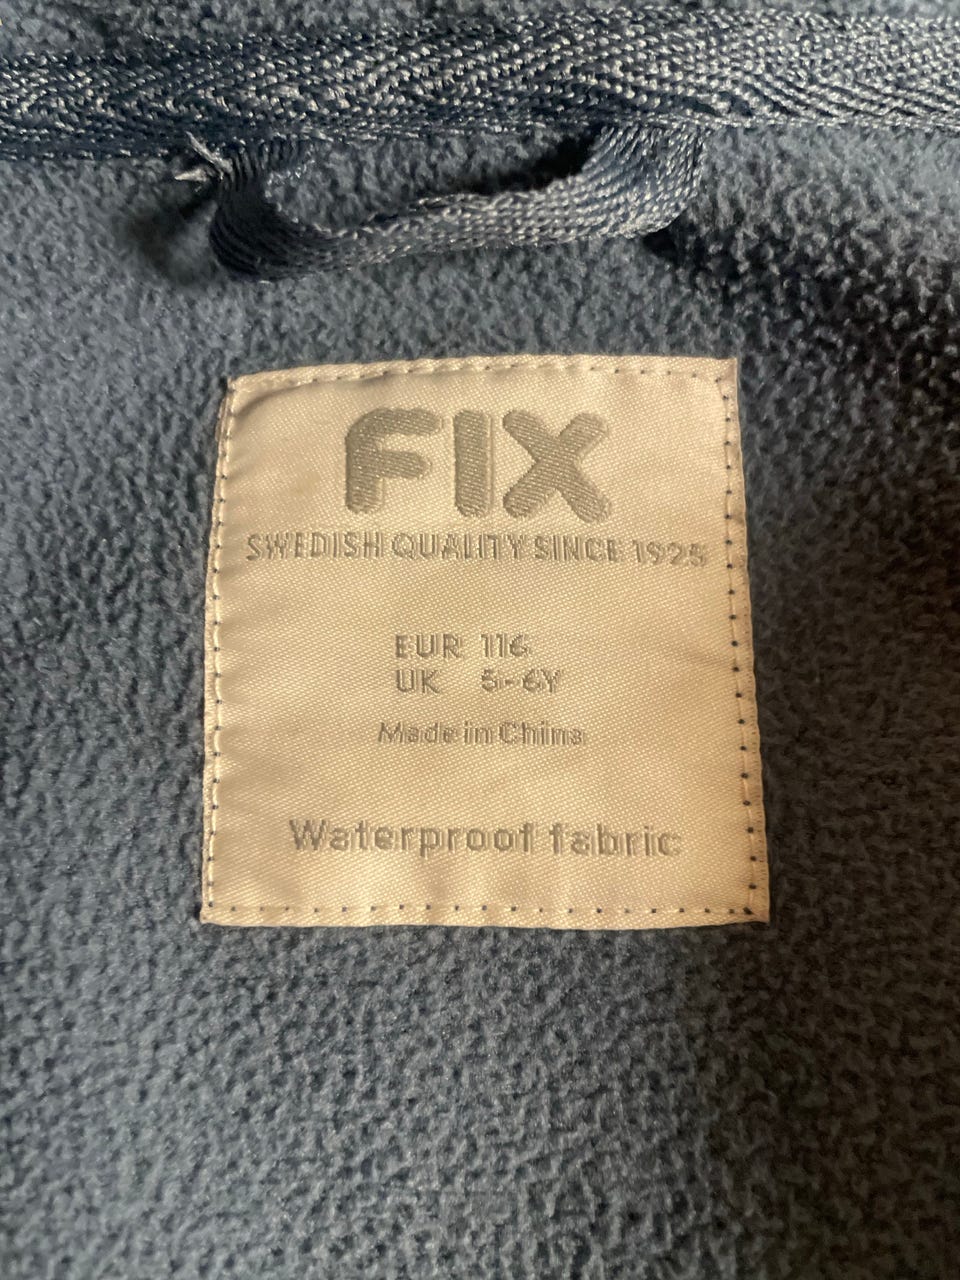 FIX
SWEDISH QUALITY SINCE 1925
EUR 116
UK 5-6Y
Made in China
Waterproof fabric